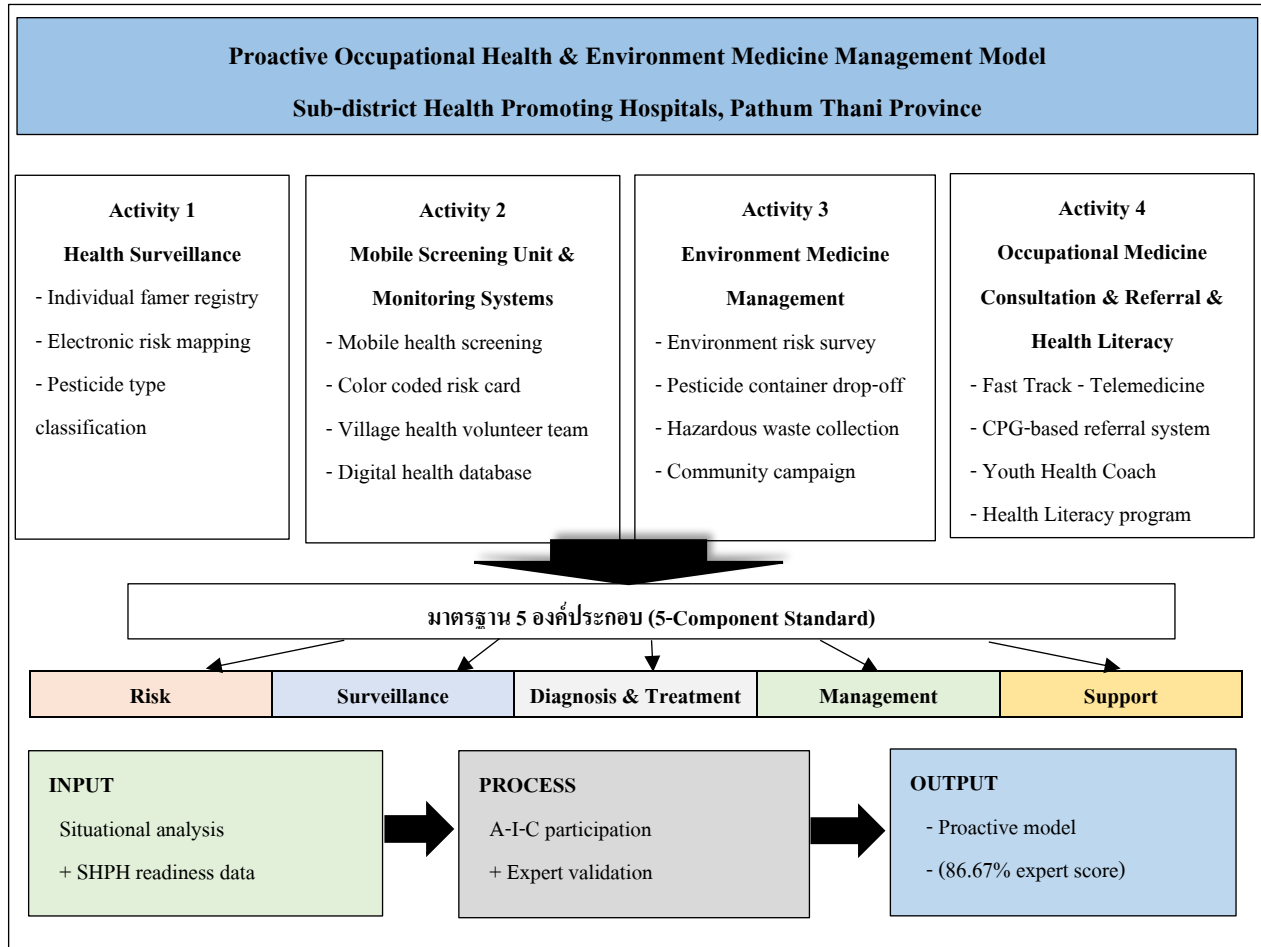 Proactive Occupational Health & Environment Medicine Management Model
Sub-district Health Promoting Hospitals, Pathum Thani Province
Activity 1
Health Surveillance
- Individual famer registry
- Electronic risk mapping
- Pesticide type
classification
Activity 2
Mobile Screening Unit &
Monitoring Systems
- Mobile health screening
- Color coded risk card
- Village health volunteer team
- Digital health database
Activity 3
Environment Medicine
Management
- Environment risk survey
- Pesticide container drop-off
- Hazardous waste collection
- Community campaign
Activity 4
Occupational Medicine
Consultation & Referral &
Health Literacy
- Fast Track - Telemedicine
- CPG-based referral system
- Youth Health Coach
- Health Literacy program
มาตรฐาน 5 องค์ประกอบ (5-Component Standard)
Risk
Surveillance
Diagnosis & Treatment
Management
Support
INPUT
Situational analysis
+ SHPH readiness data
PROCESS
A-I-C participation
+ Expert validation
OUTPUT
- Proactive model
- (86.67% expert score)